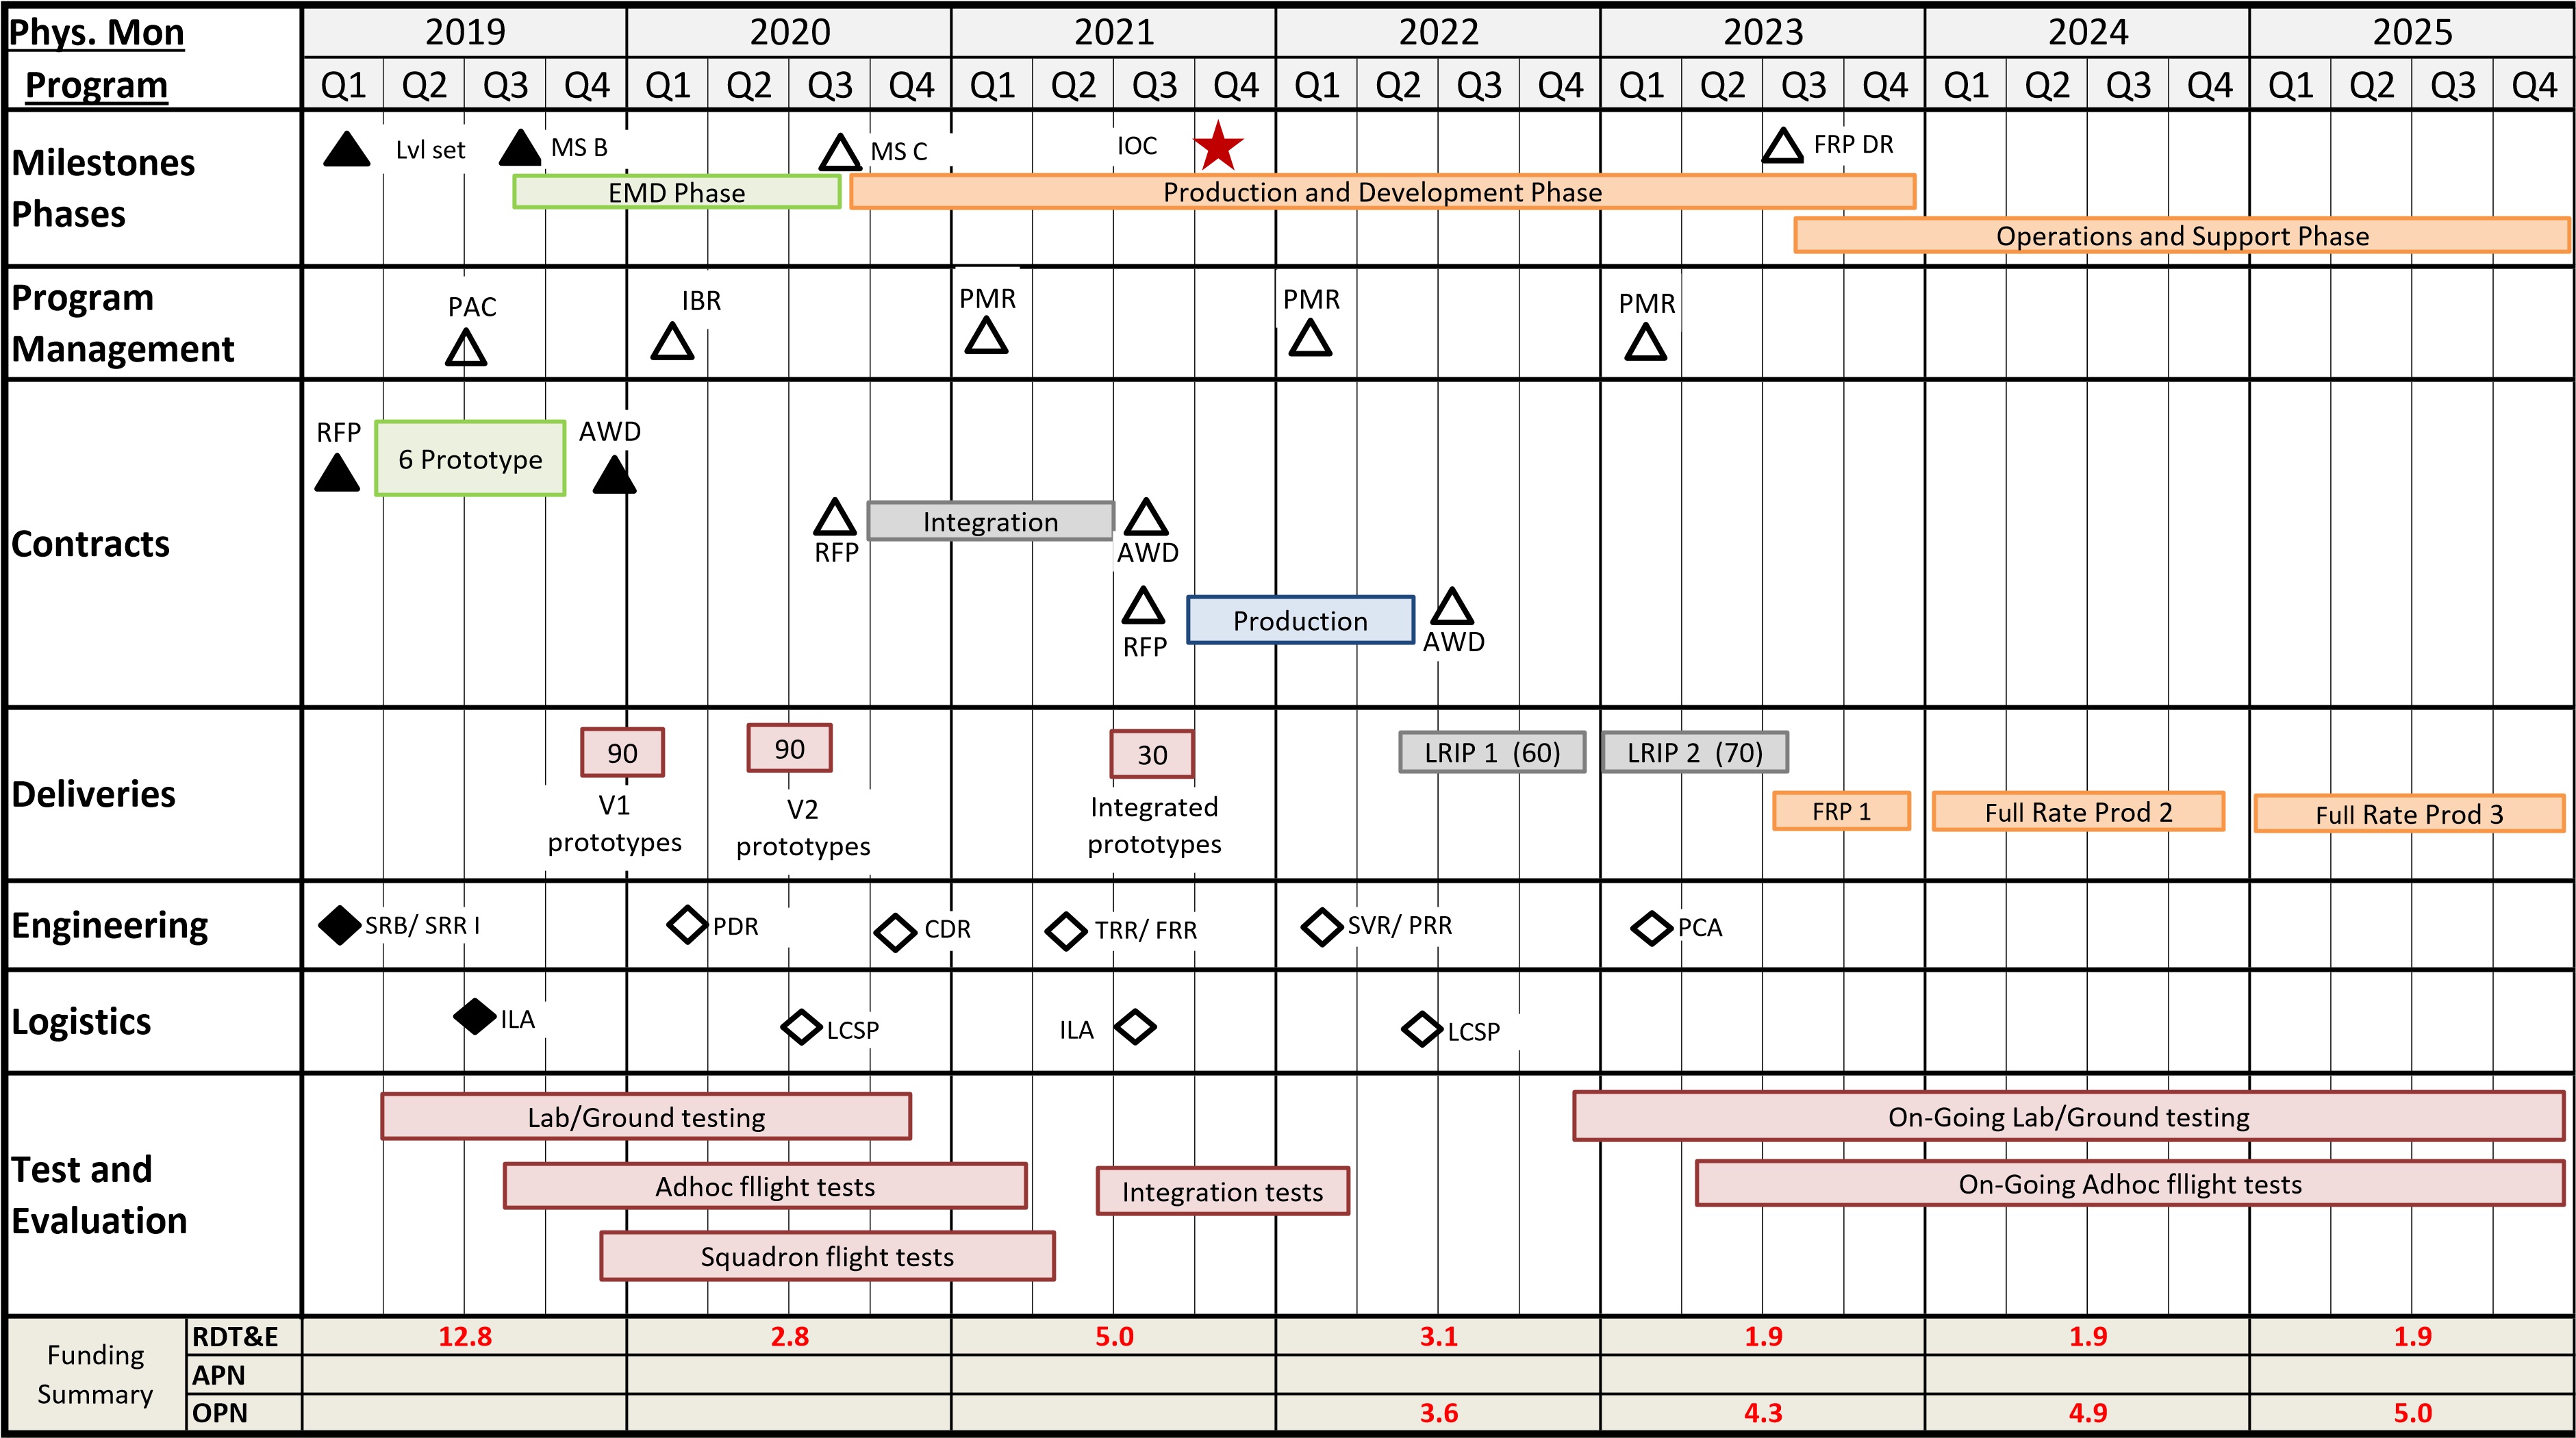 Phys. Mon
Program
2019 2020 2021 2022 2023 2024 2025
Q1 Q2 Q3 Q4 Q1 Q2 Q3 Q4 Q1 Q2 Q3 Q4 Q1 Q2 Q3 Q4 Q1 Q2 Q3 Q4 Q1 Q2 Q3 Q4 Q1 Q2 Q3 Q4
Milestones
Phases
Lvl set MS B MS C IOC FRP DR
EMD Phase Production and Development Phase
Operations and Support Phase
Program
Management
PAC IBR PMR PMR PMR
Contracts
RFP 6 Prototype AWD
Integration
RFP AWD
Production
RFP AWD
Deliveries
90 90 30 LRIP 1 (60) LRIP 2 (70)
V1
prototypes
V2
prototypes
Integrated
prototypes
FRP 1 Full Rate Prod 2 Full Rate Prod 3
Engineering
SRB/ SRR I PDR CDR TRR/ FRR SVR/ PRR PCA
Logistics
ILA LCSP ILA LCSP
Test and
Evaluation
Lab/Ground testing On-Going Lab/Ground testing
Adhoc fllight tests Integration tests On-Going Adhoc fllight tests
Squadron flight tests
Funding
Summary
RDT&E 12.8 2.8 5.0 3.1 1.9 1.9 1.9
APN
OPN 3.6 4.3 4.9 5.0